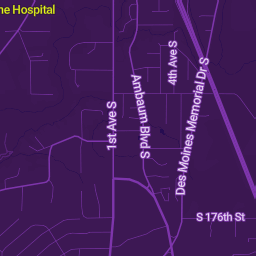 ne Hospital
4th Ave S
1st Ave S
Ambaum Blvd S
Des Moines Memorial Dr S
S 176th St